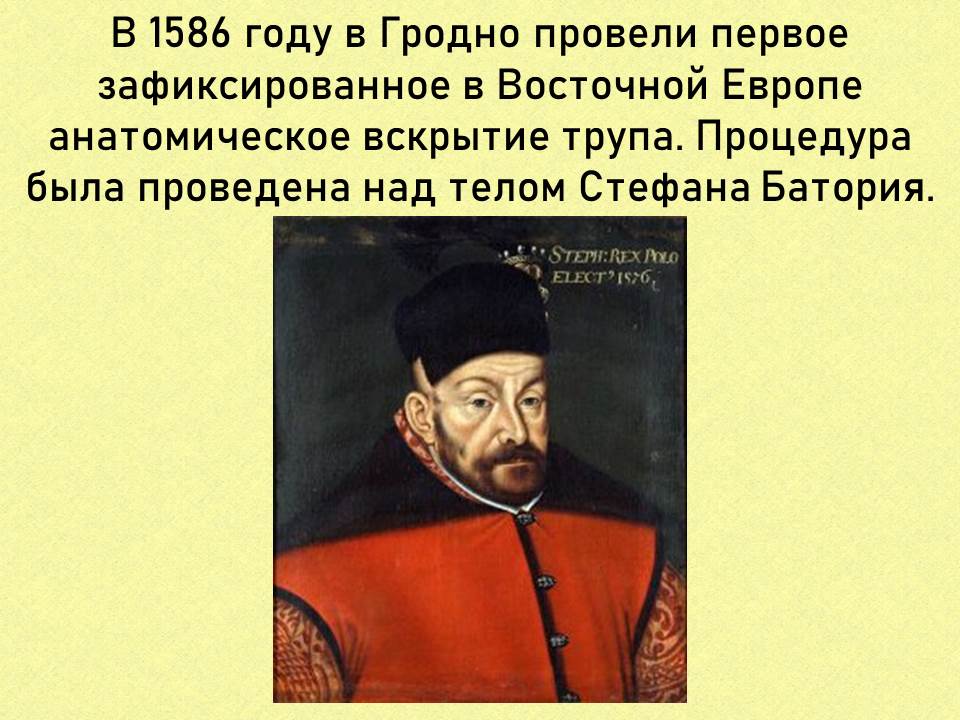 В 1586 году в Гродно провели первое
зафиксированное в Восточной Европе
анатомическое вскрытие трупа. Процедура
была проведена над телом Стефана Батория.
STEPH: REX POLO
ELECT⁹ 1576